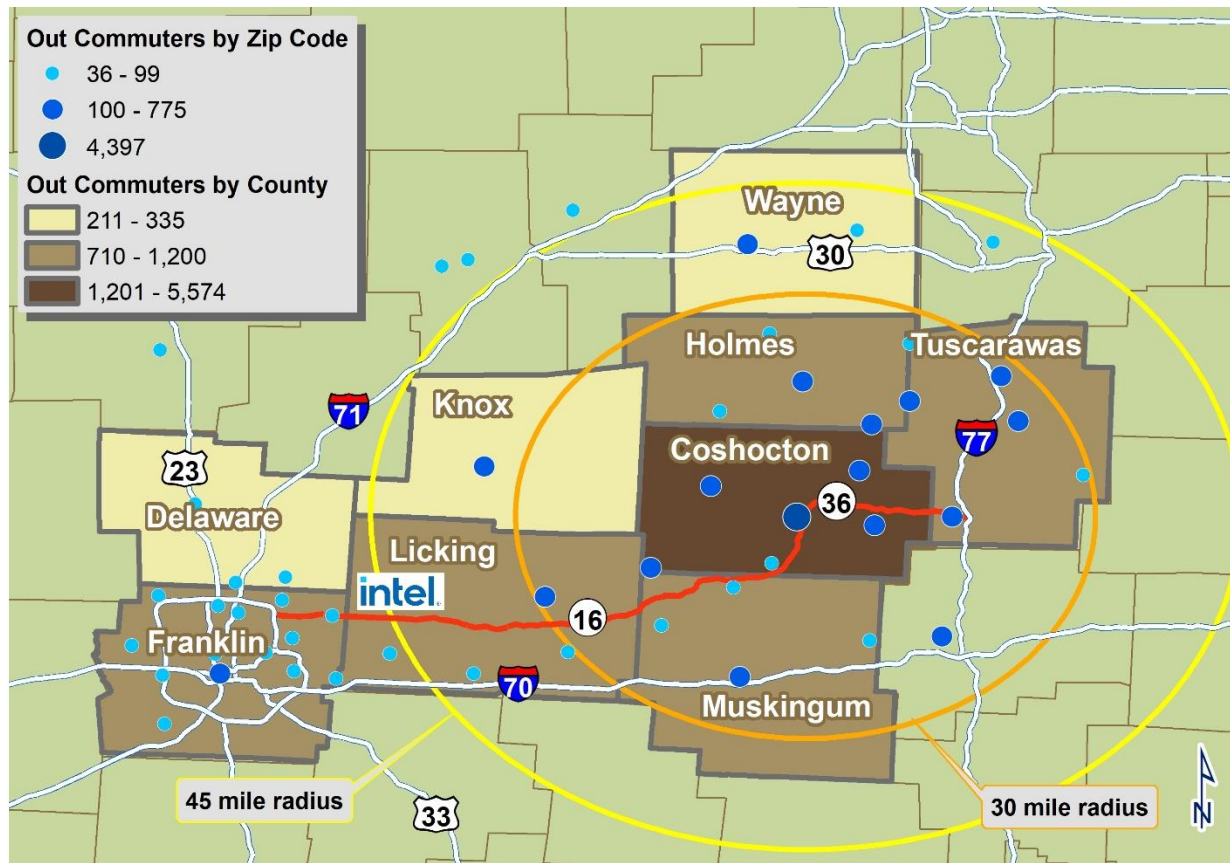 Out Commuters by Zip Code
36 - 99
100 - 775
4,397
Out Commuters by County
211 - 335
710 - 1,200
1,201 - 5,574
Wayne
30
Holmes
Tuscarawas
71
Knox
77
Coshocton
23
36
Delaware
Licking
intel
16
Franklin
70
Muskingum
45 mile radius
30 mile radius
33
N